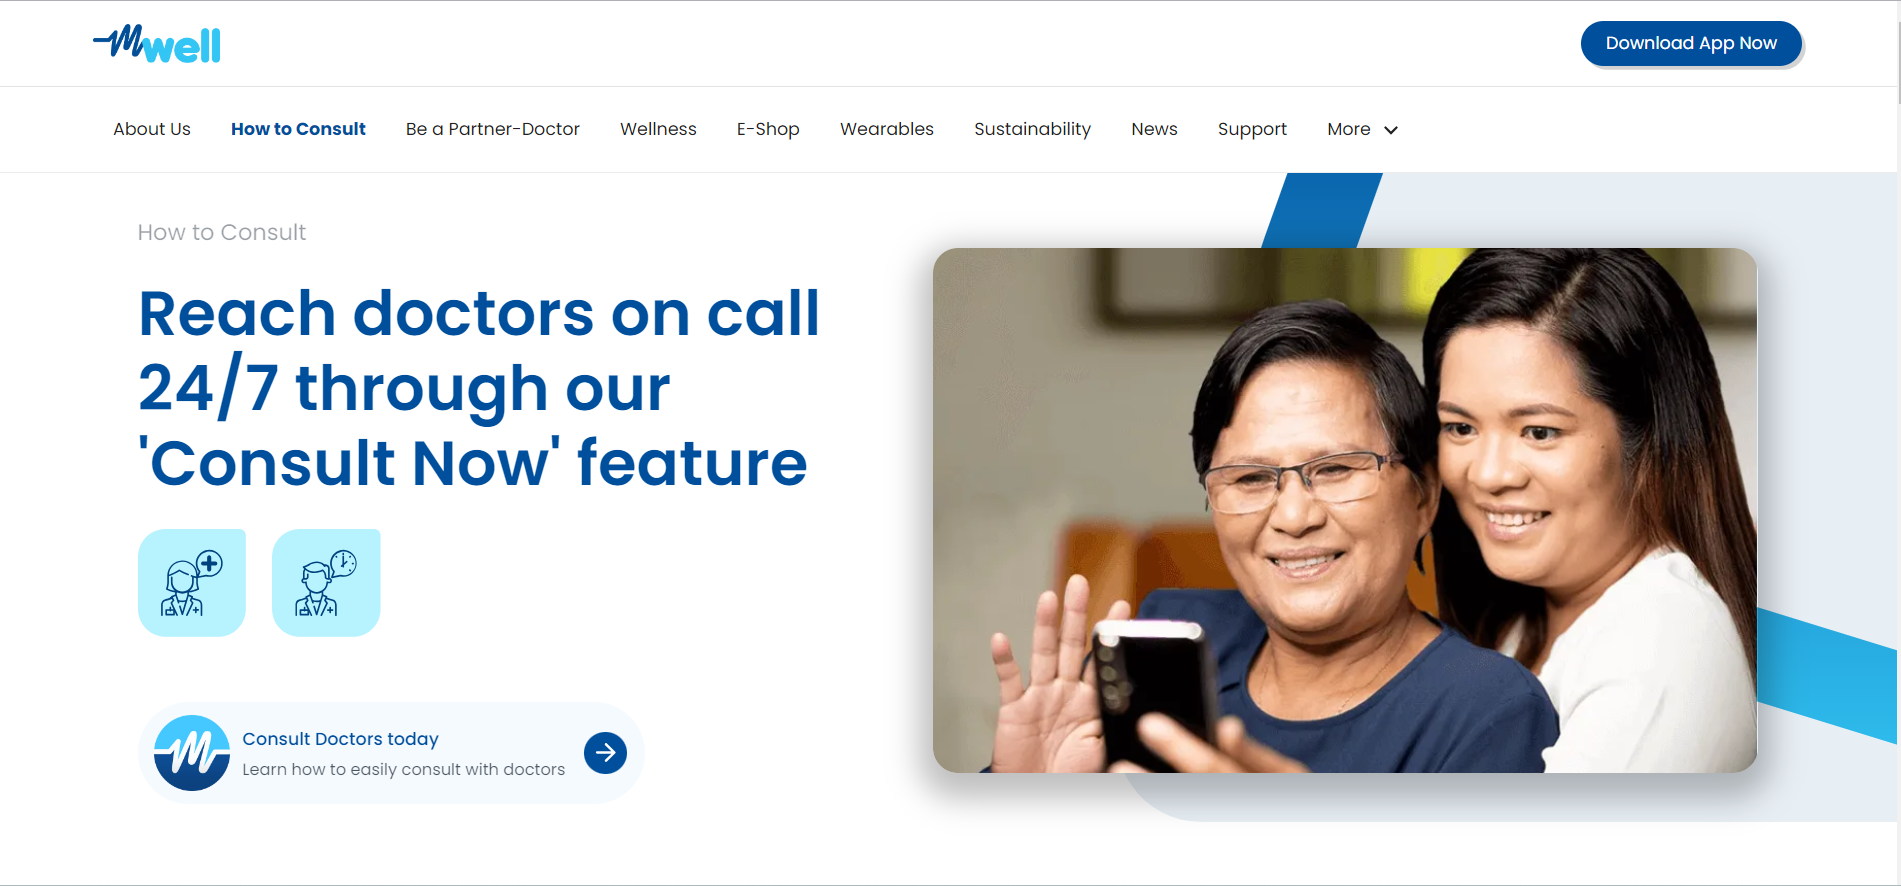 Mwell
Download App Now
About Us
How to Consult
Be a Partner-Doctor
Wellness
E-Shop
Wearables
Sustainability
News
Support
More
How to Consult
Reach doctors on call
24/7 through our
'Consult Now' feature
M
Consult Doctors today
Learn how to easily consult with doctors